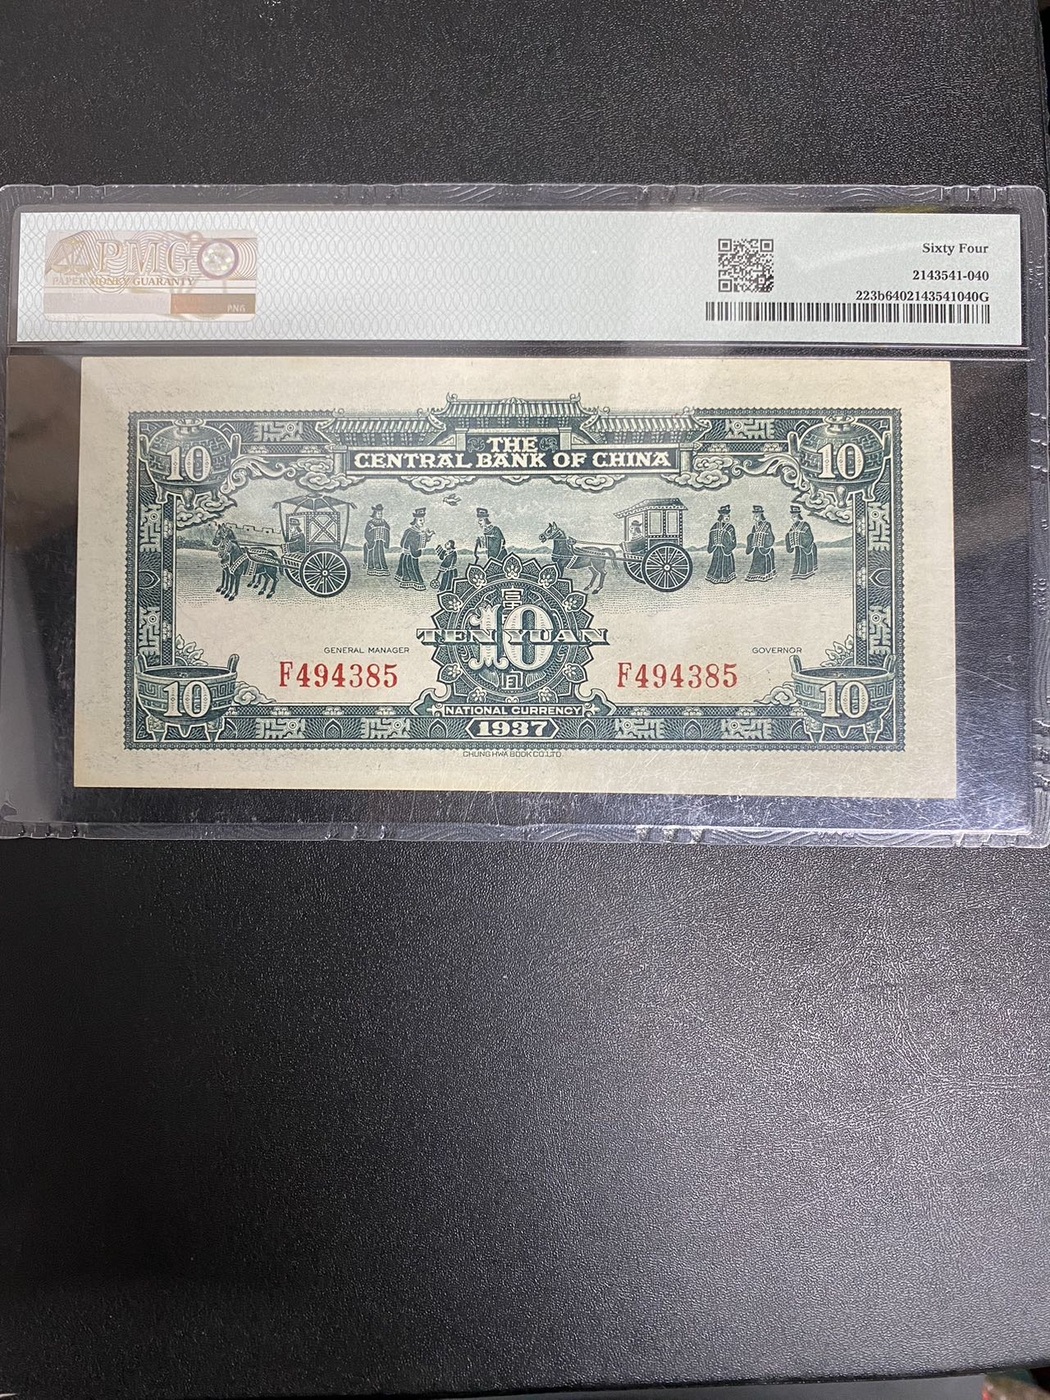 PMG
PAPER MONEY GUARANTY
PNG
Sixty Four
2143541-040
223b6402143541040G
10
THE
CENTRAL BANK OF CHINA
10
TEN YUAN
10
GENERAL MANAGER
GOVERNOR
F494385
F494385
10
10
NATIONAL CURRENCY
1937
CHUNG HWA BOOK CO. LTD.